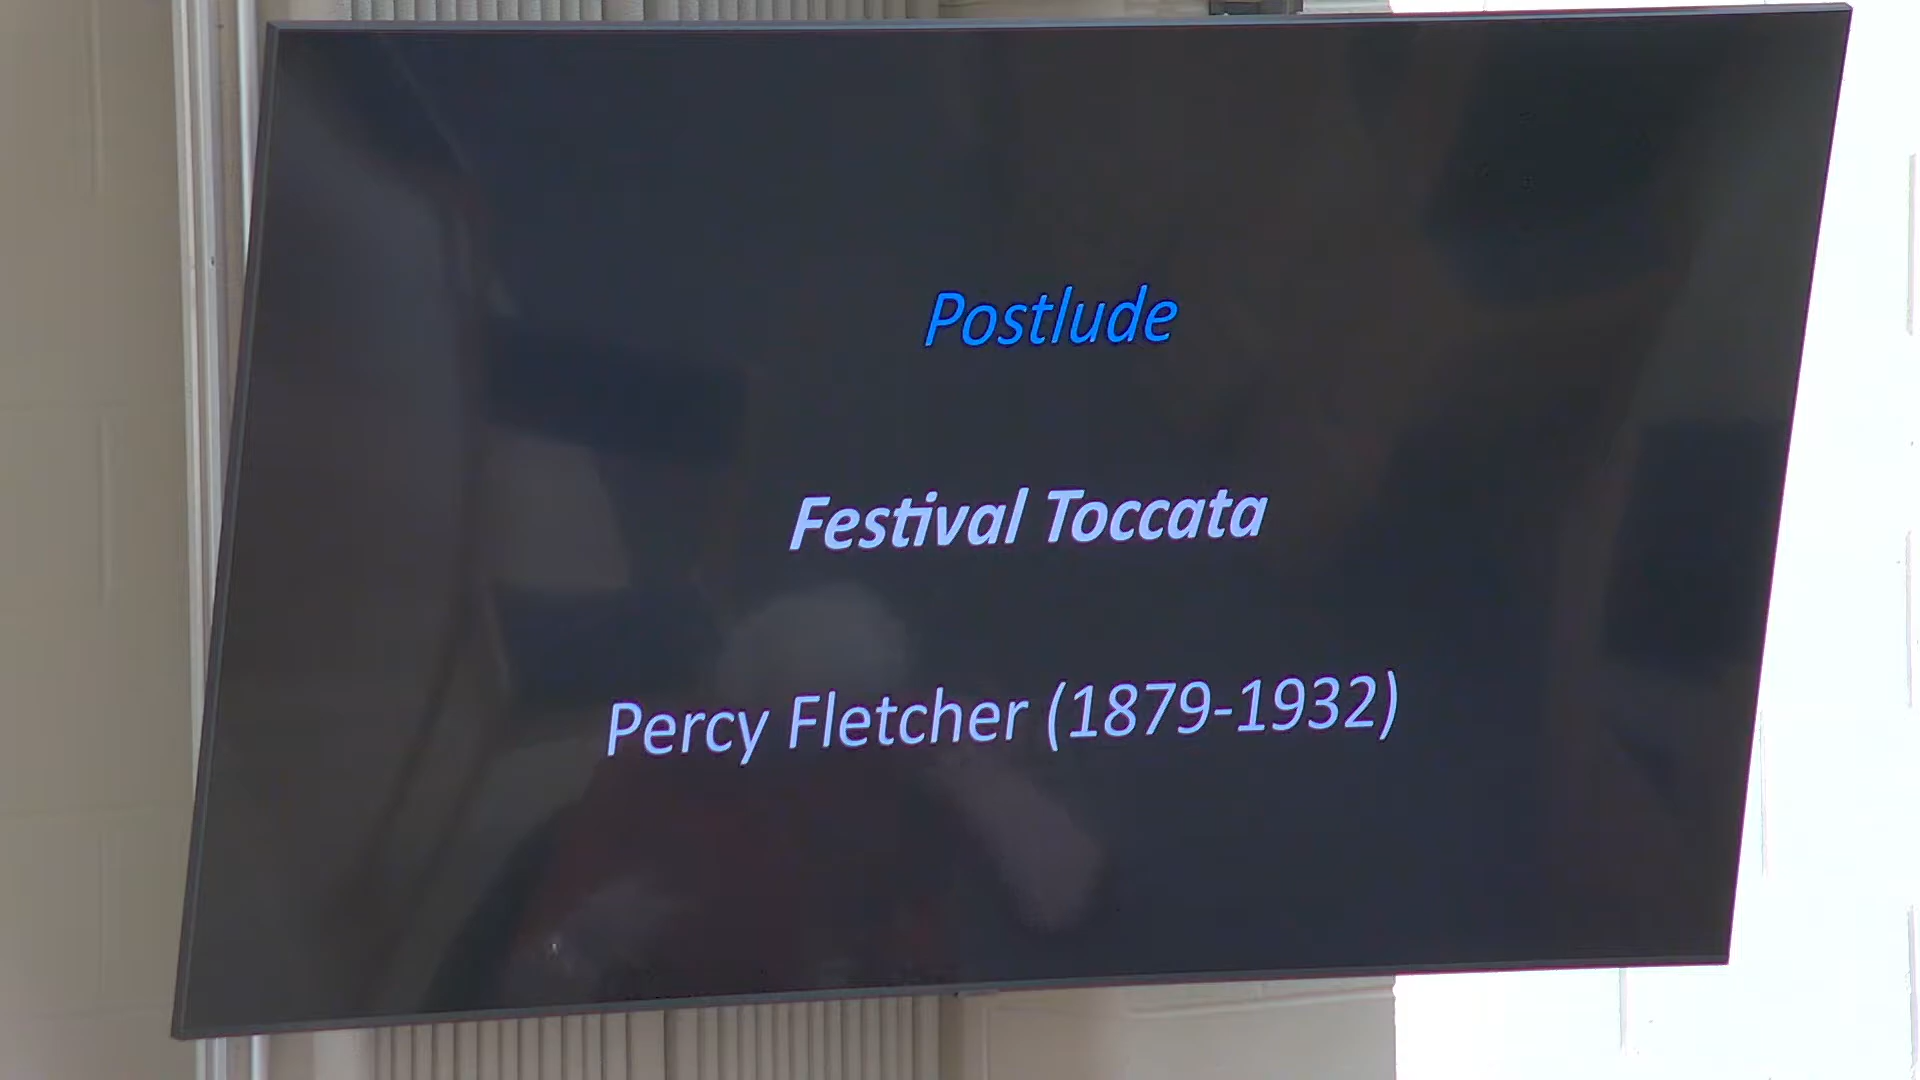 Postlude
Festival Toccata
Percy Fletcher (1879-1932)